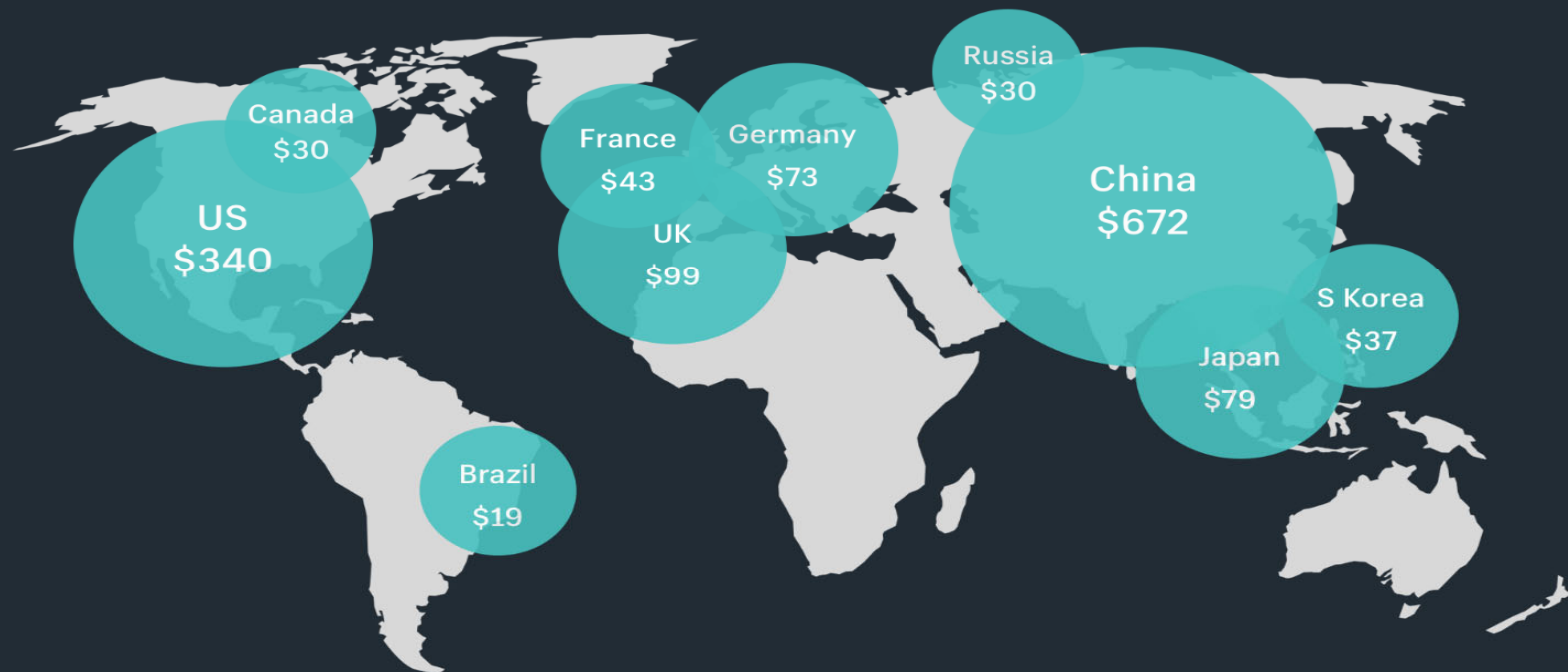 Russia
$30
Canada
$30
France
$43
Germany
$73
China
$672
US
$340
UK
$99
S Korea
$37
Japan
$79
Brazil
$19